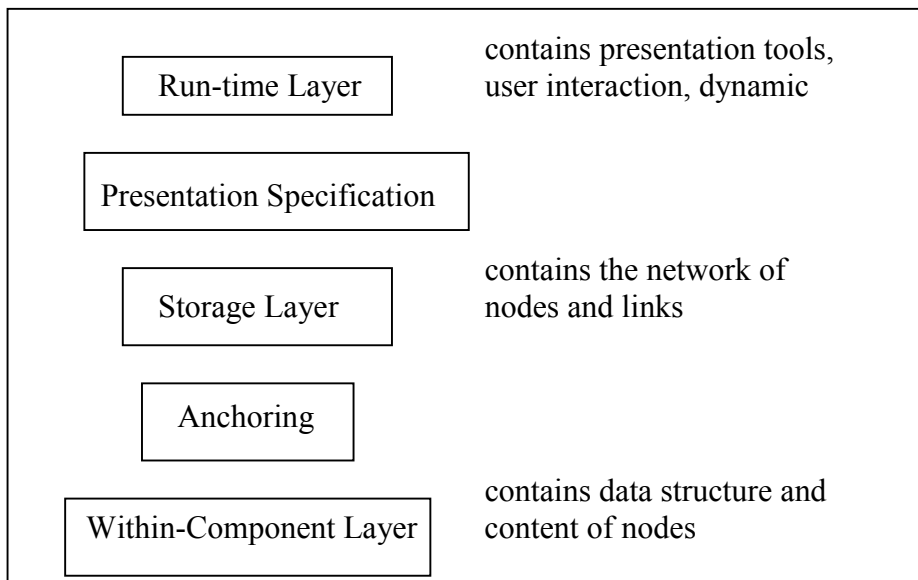 contains presentation tools,
Run-time Layer
user interaction, dynamic
Presentation Specification
contains the network of
Storage Layer
nodes and links
Anchoring
contains data structure and
Within-Component Layer
content of nodes